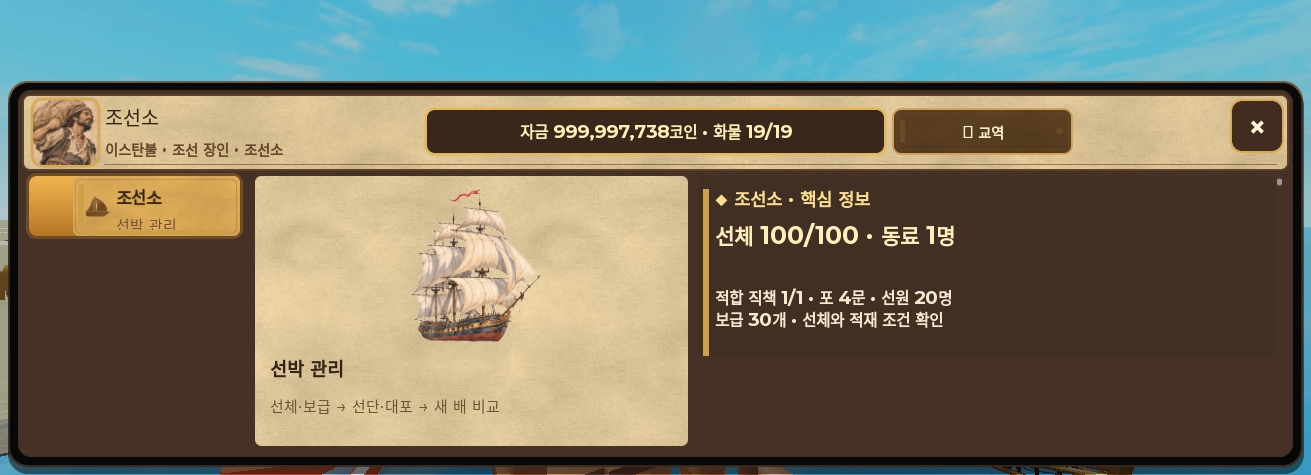 조선소
이스탄불 • 조선 장인 • 조선소
자금 999,997,738코인 • 화물 19/19
교역
×
조선소
선박 관리
선박 관리
선체·보급 → 선단·대포 → 새 배 비교
◆ 조선소 • 핵심 정보
선체 100/100 • 동료 1명
적합 직책 1/1 • 포 4문 • 선원 20명
보급 30개 • 선체와 적재 조건 확인